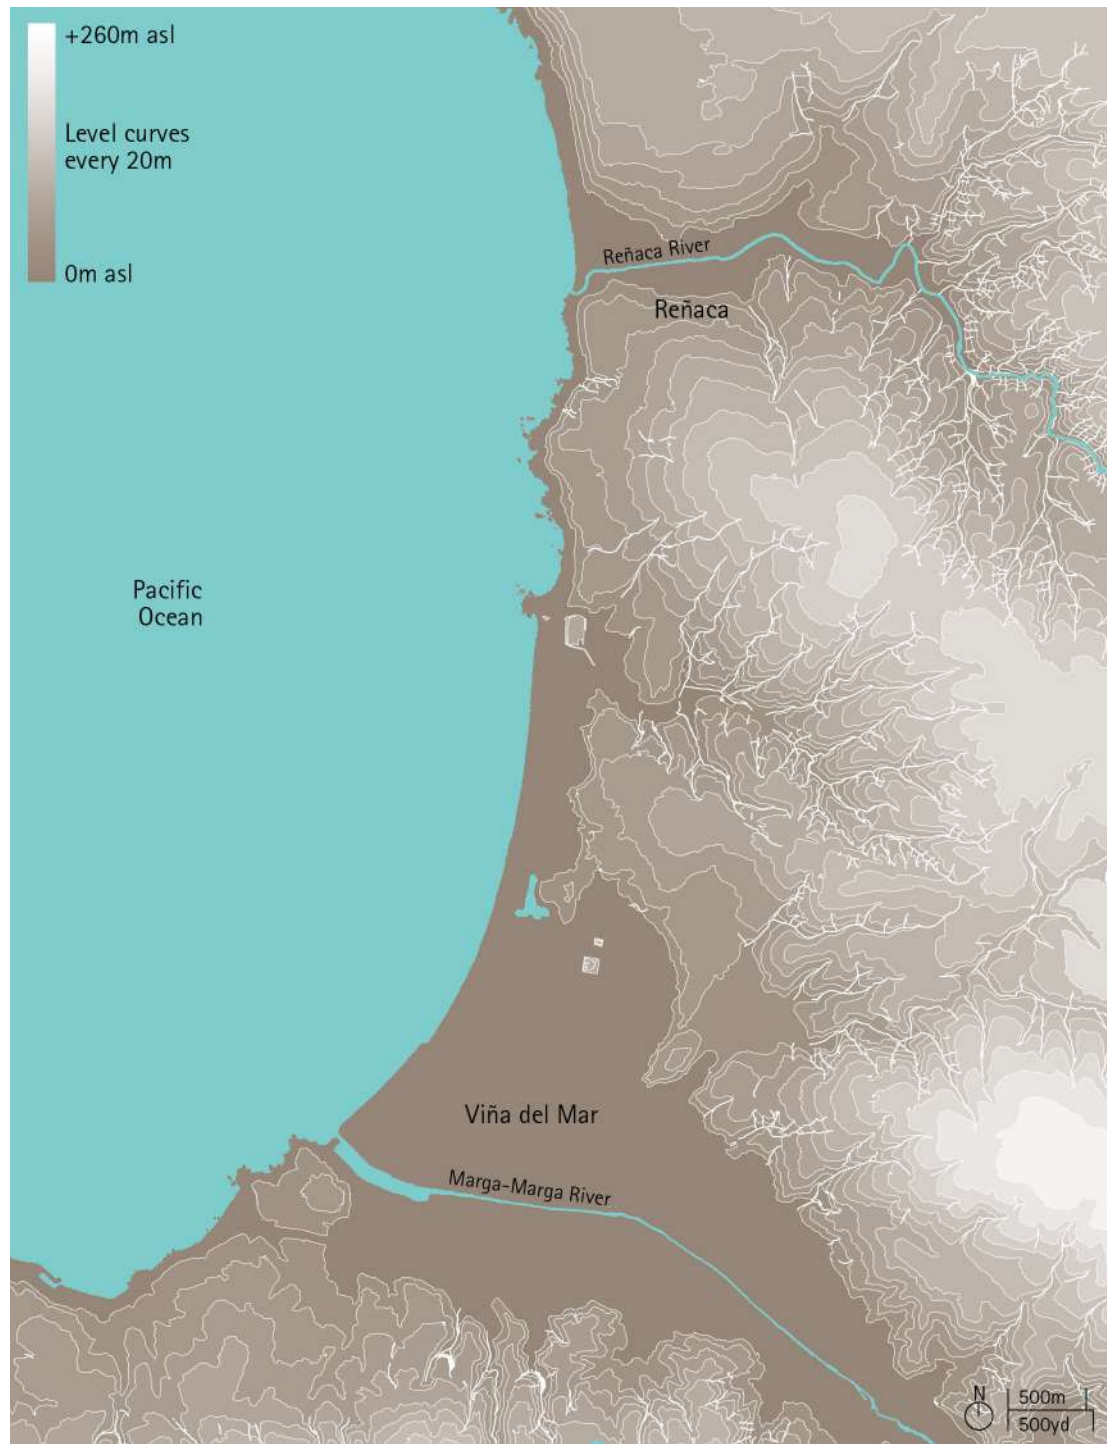 +260m asl
Level curves
every 20m
0m asl
Reñaca River
Reñaca
Pacific
Ocean
Viña del Mar
Marga-Marga River
N
500m
500yd